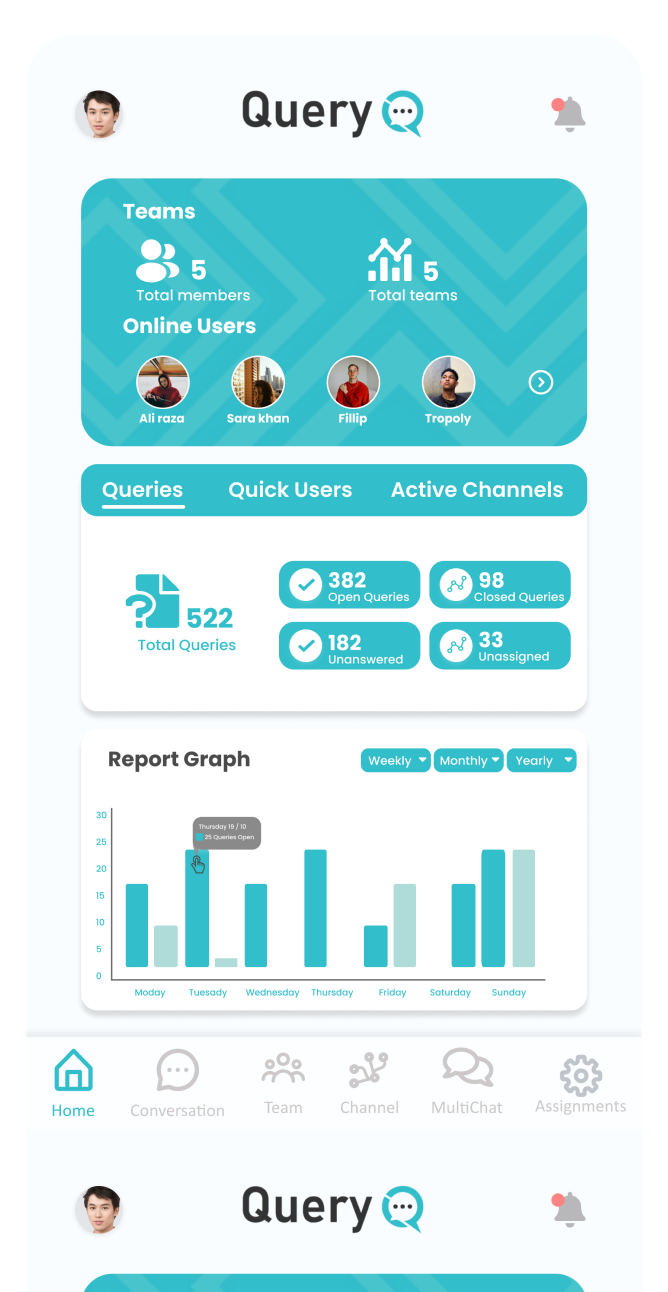 Query
Teams
5
Total members
5
Total teams
Online Users
Ali raza
Sara khan
Fillip
Tropoly
Queries
Quick Users
Active Channels
522
Total Queries
382
Open Queries
98
Closed Queries
182
Unanswered
33
Unassigned
Report Graph
Weekly
Monthly
Yearly
30
25
20
15
10
5
0
Thursday 19 / 10
25 Queries Open
Moday
Tuesady
Wednesday
Thursday
Friday
Saturday
Sunday
Home
Conversation
Team
Channel
MultiChat
Assignments
Query